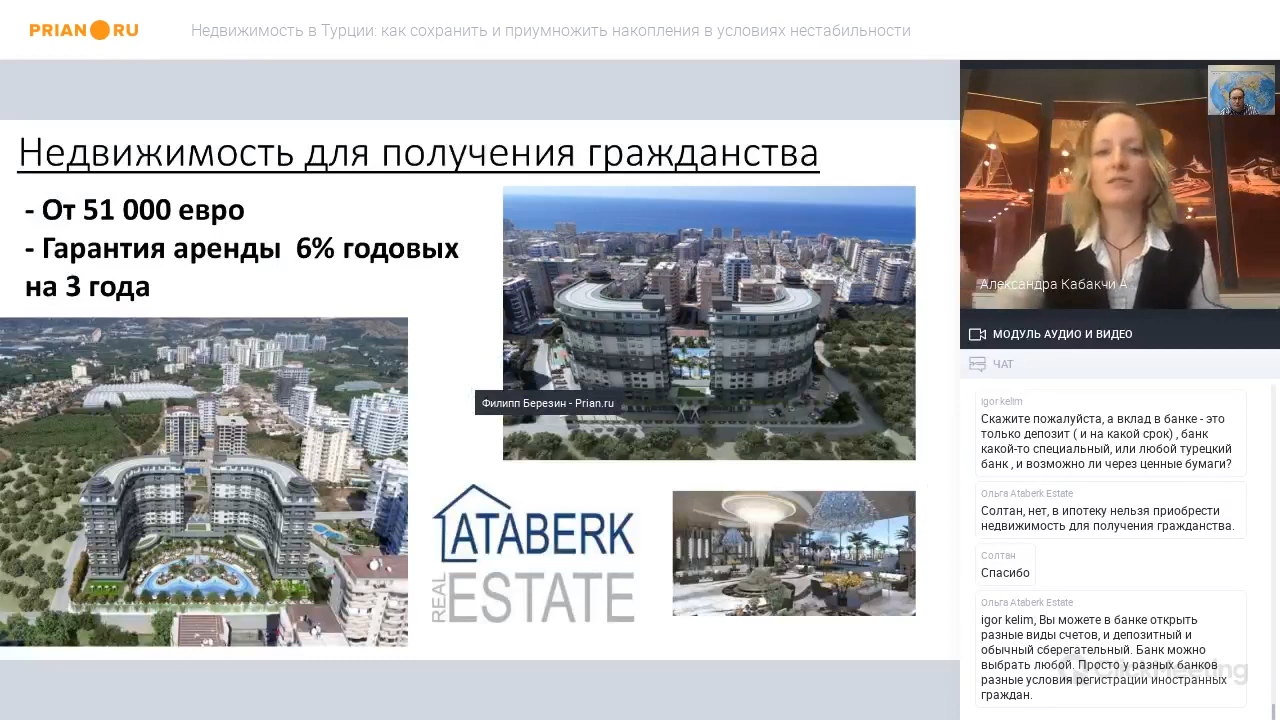 PRIAN RU
Недвижимость в Турции: как сохранить и приумножить накопления в условиях нестабильности
Недвижимость для получения гражданства
- От 51 000 евро
- Гарантия аренды 6% годовых
на 3 года
Филипп Березин - Prian.ru
ATABERK
REAL ESTATE
Александра Кабакчи А
МОДУЛЬ АУДИО И ВИДЕО
ЧАТ
igor kelim
Скажите пожалуйста, а вклад в банке - это
только депозит ( и на какой срок) , банк
какой-то специальный, или любой турецкий
банк , и возможно ли через ценные бумаги?
Ольга Ataberk Estate
Солтан, нет, в ипотеку нельзя приобрести
недвижимость для получения гражданства.
Солтан
Спасибо
Ольга Ataberk Estate
igor kelim, Вы можете в банке открыть
разные виды счетов, и депозитный и
обычный сберегательный. Банк можно
выбрать любой. Просто у разных банков
разные условия регистрации иностранных
граждан.
ClickMeeting